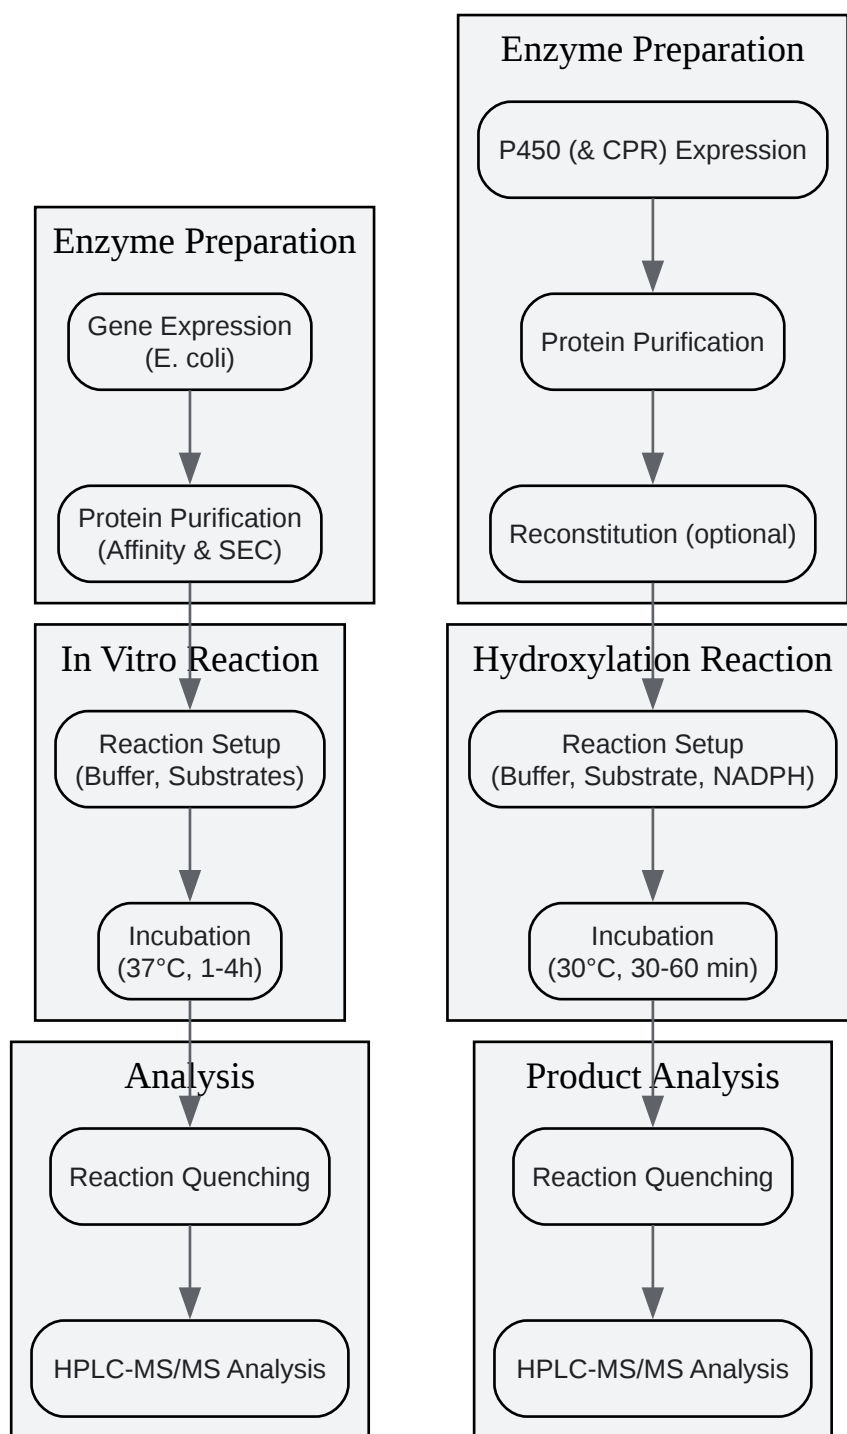 Enzyme Preparation
Gene Expression
(E. coli)
Protein Purification
(Affinity & SEC)
In Vitro Reaction
Reaction Setup
(Buffer, Substrates)
Incubation
(37°C, 1-4h)
Analysis
Reaction Quenching
HPLC-MS/MS Analysis
Enzyme Preparation
P450 (& CPR) Expression
Protein Purification
Reconstitution (optional)
Hydroxylation Reaction
Reaction Setup
(Buffer, Substrate, NADPH)
Incubation
(30°C, 30-60 min)
Product Analysis
Reaction Quenching
HPLC-MS/MS Analysis